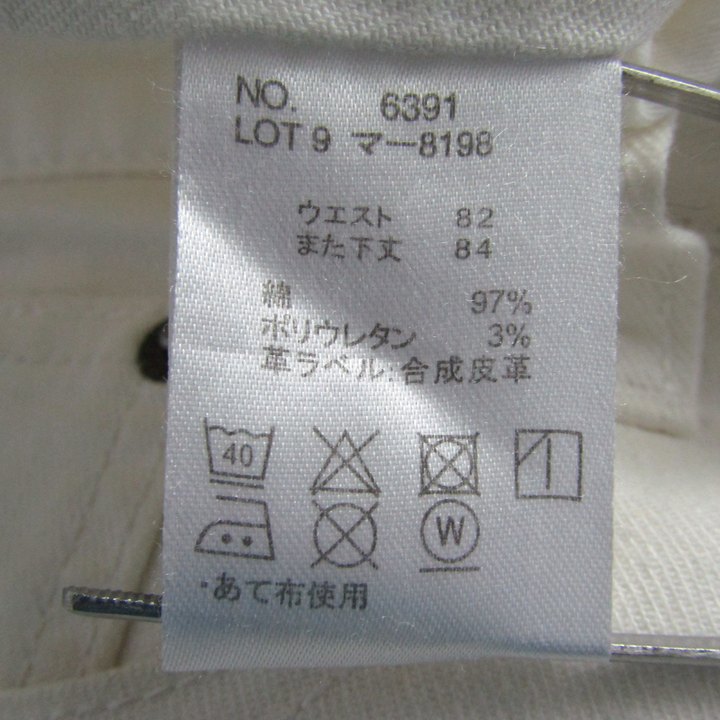 NO. 6391
LOT 9 マー8198
ウエスト 82
また下丈 84
綿 97%
ポリウレタン 3%
革ラベル:合成皮革
40
W
・あて布使用